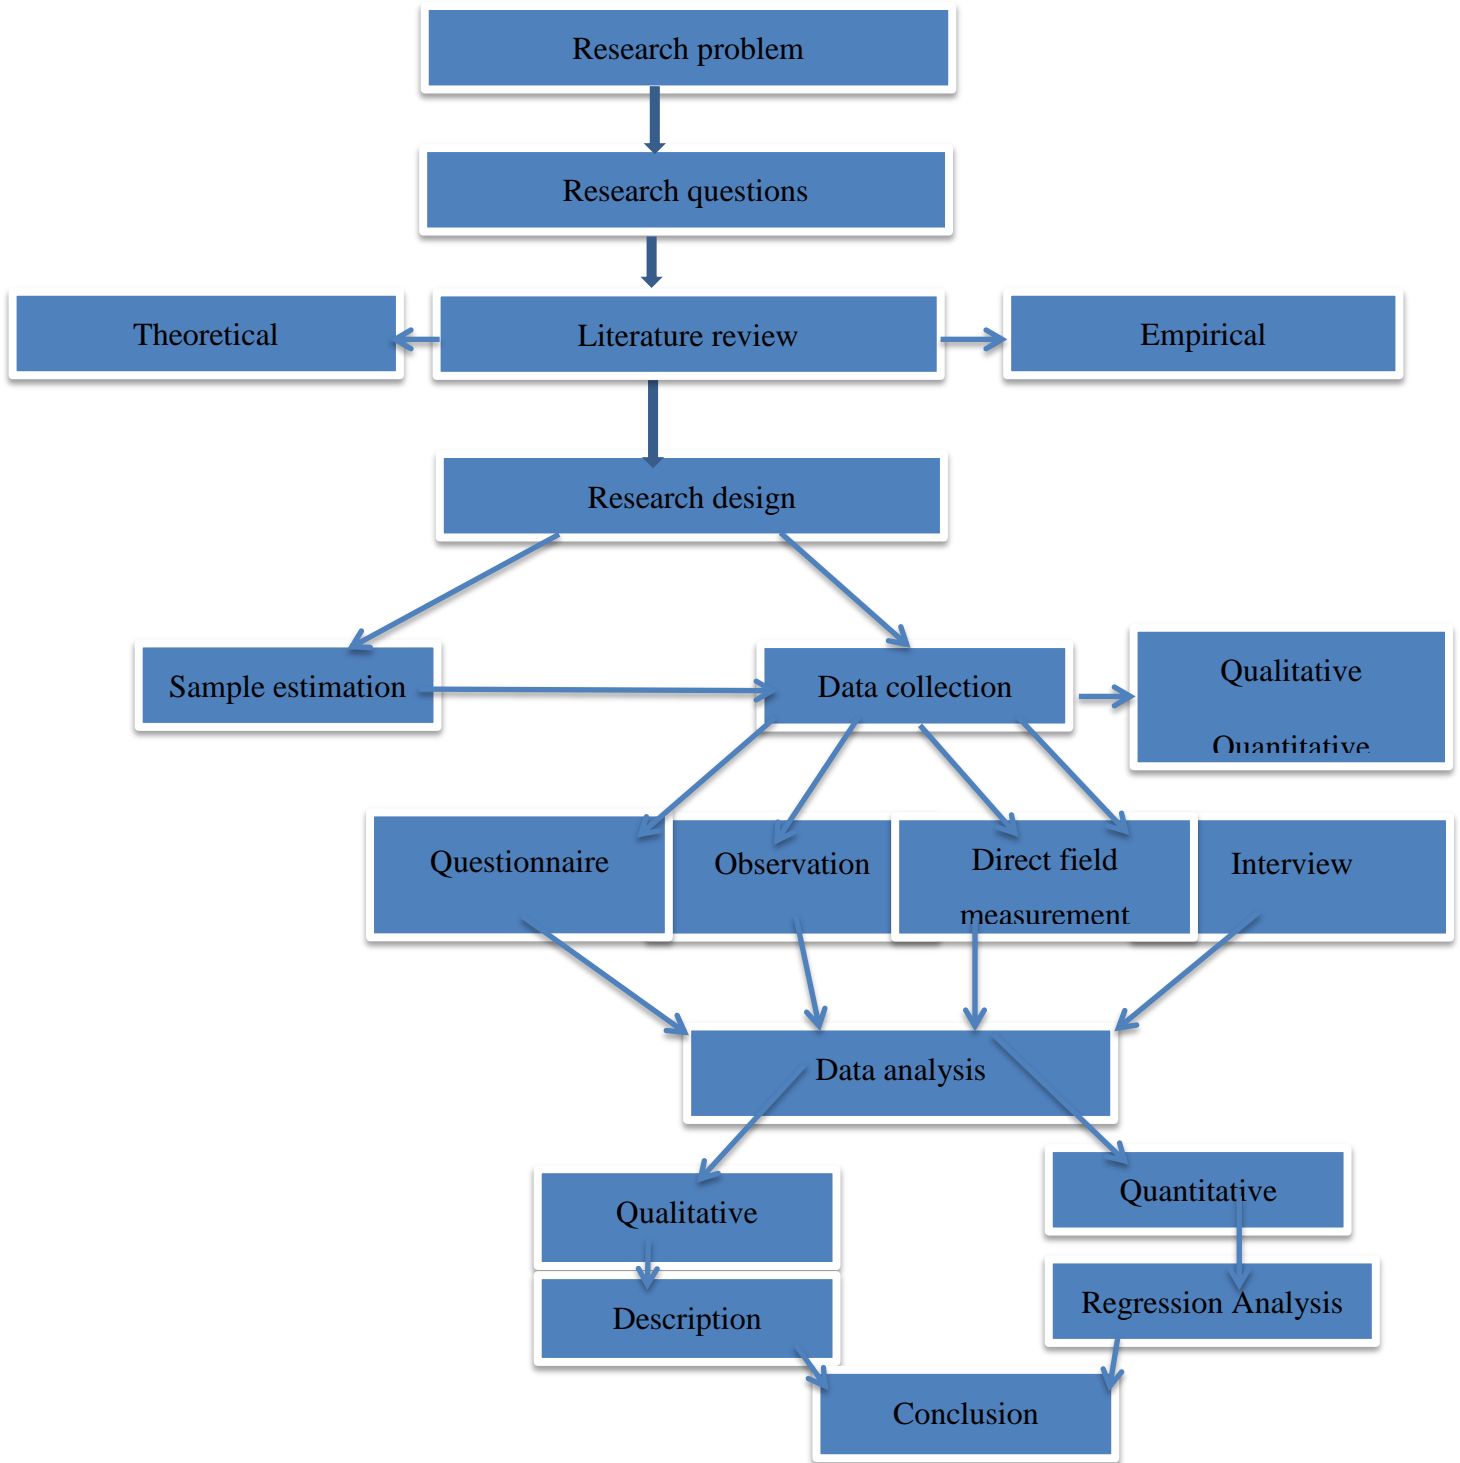 Research problem
Research questions
Theoretical
Literature review
Empirical
Research design
Sample estimation
Data collection
Qualitative
Quantitative
Questionnaire
Observation
Direct field
measurement
Interview
Data analysis
Qualitative
Quantitative
Description
Regression Analysis
Conclusion